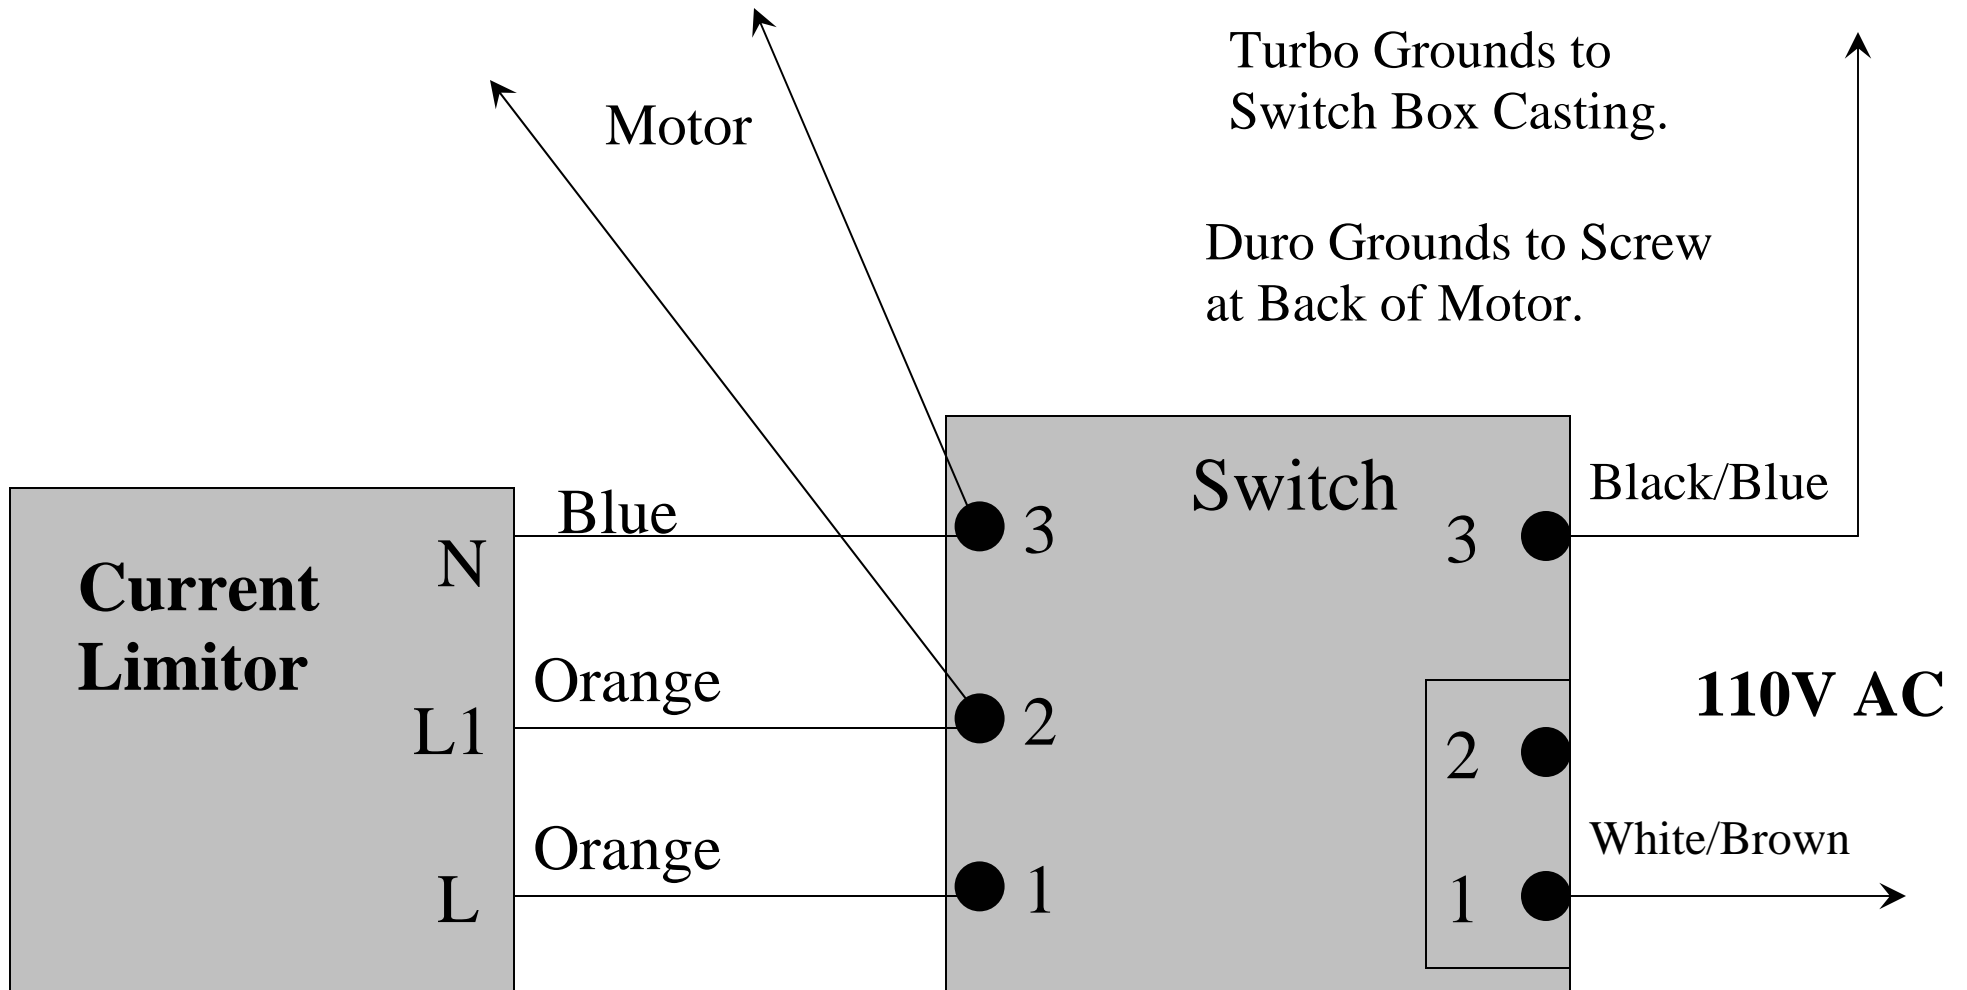 Turbo Grounds to
Switch Box Casting.
Motor
Duro Grounds to Screw
at Back of Motor.
Switch
Black/Blue
Blue
3
3
N
Current
Limitor
Orange
110V AC
L1
2
2
White/Brown
Orange
L
1
1